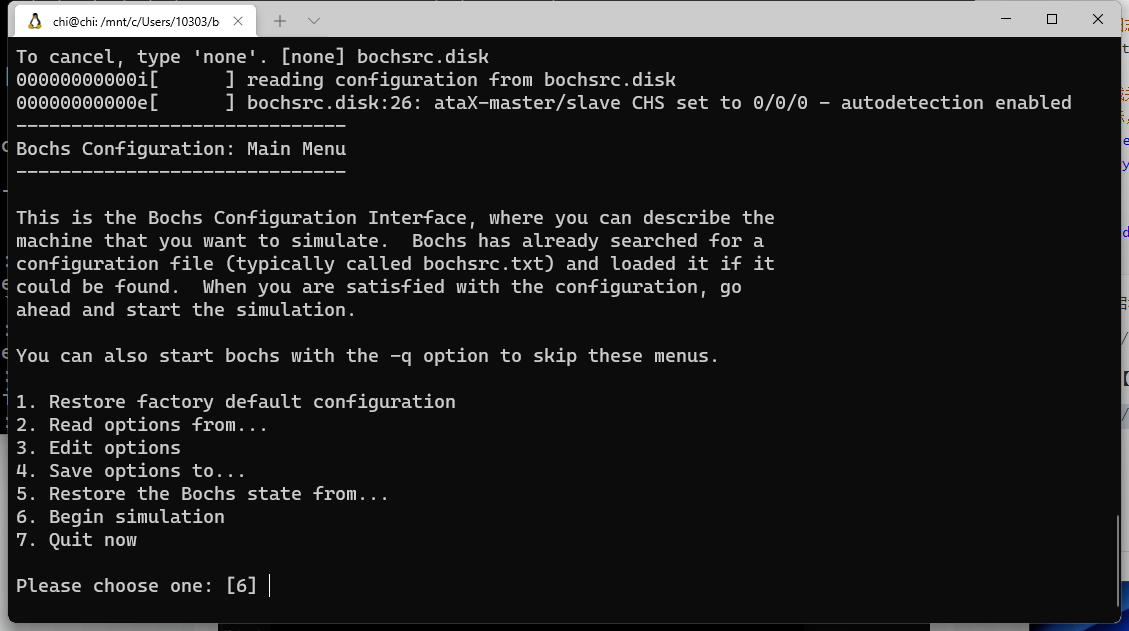 chi@chi: /mnt/c/Users/10303/b
To cancel, type 'none'. [none] bochsrc.disk
00000000000i[      ] reading configuration from bochsrc.disk
00000000000e[      ] bochsrc.disk:26: ataX-master/slave CHS set to 0/0/0 - autodetection enabled
------------------------------
Bochs Configuration: Main Menu
------------------------------
This is the Bochs Configuration Interface, where you can describe the
machine that you want to simulate.  Bochs has already searched for a
configuration file (typically called bochsrc.txt) and loaded it if it
could be found.  When you are satisfied with the configuration, go
ahead and start the simulation.
You can also start bochs with the -q option to skip these menus.
1. Restore factory default configuration
2. Read options from...
3. Edit options
4. Save options to...
5. Restore the Bochs state from...
6. Begin simulation
7. Quit now
Please choose one: [6]